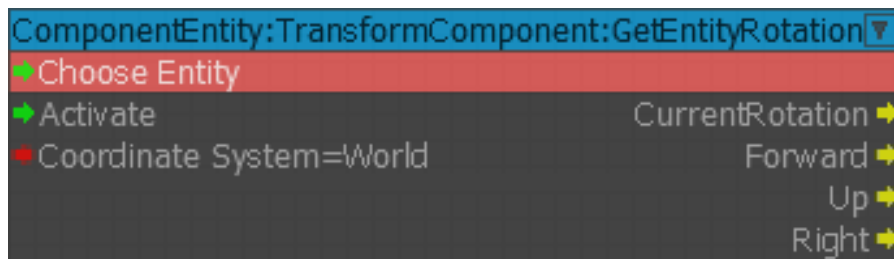 ComponentEntity:TransformComponent:GetEntityRotation
Choose Entity
Activate CurrentRotation
Coordinate System=World Forward
Up
Right